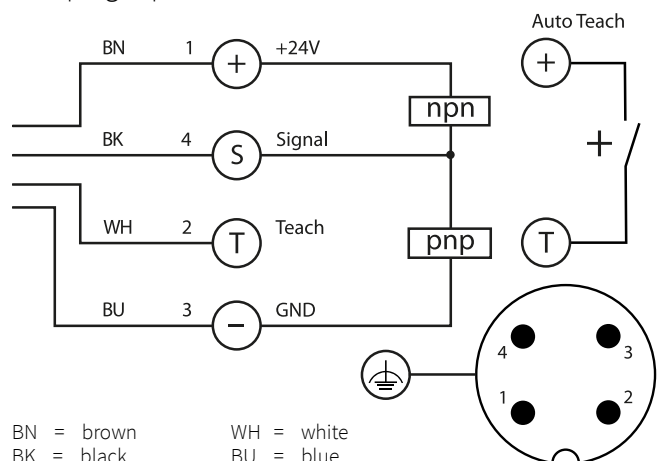 Auto Teach
BN 1 + +24V +
npn
BK 4 S Signal +
WH 2 T Teach pnp T
BU 3 - GND
4 3
1 2
BN = brown WH = white
BK = black BU = blue